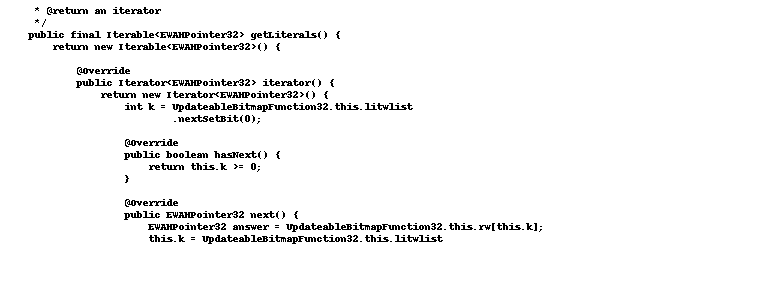 * @return an iterator
*/
public final Iterable<EWAHPointer32> getLiterals() {
return new Iterable<EWAHPointer32>() {
@Override
public Iterator<EWAHPointer32> iterator() {
return new Iterator<EWAHPointer32>() {
int k = UpdateableBitmapFunction32.this.litwlist
.nextSetBit(0);
@Override
public boolean hasNext() {
return this.k >= 0;
}
@Override
public EWAHPointer32 next() {
EWAHPointer32 answer = UpdateableBitmapFunction32.this.rw[this.k];
this.k = UpdateableBitmapFunction32.this.litwlist